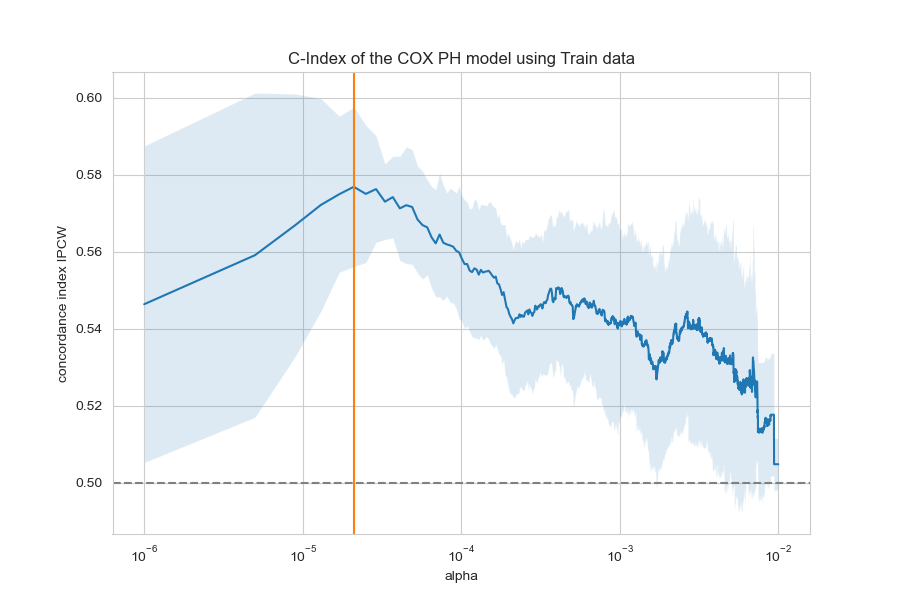 C-Index of the COX PH model using Train data
concordance index IPCW
0.60
0.58
0.56
0.54
0.52
0.50
10⁻⁶ 10⁻⁵ 10⁻⁴ 10⁻³ 10⁻²
alpha